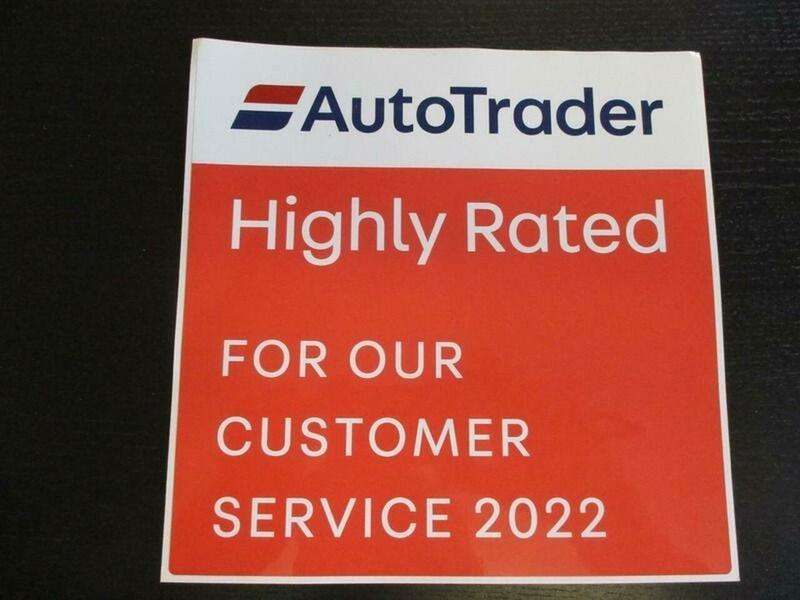 AutoTrader
Highly Rated
FOR OUR
CUSTOMER
SERVICE 2022